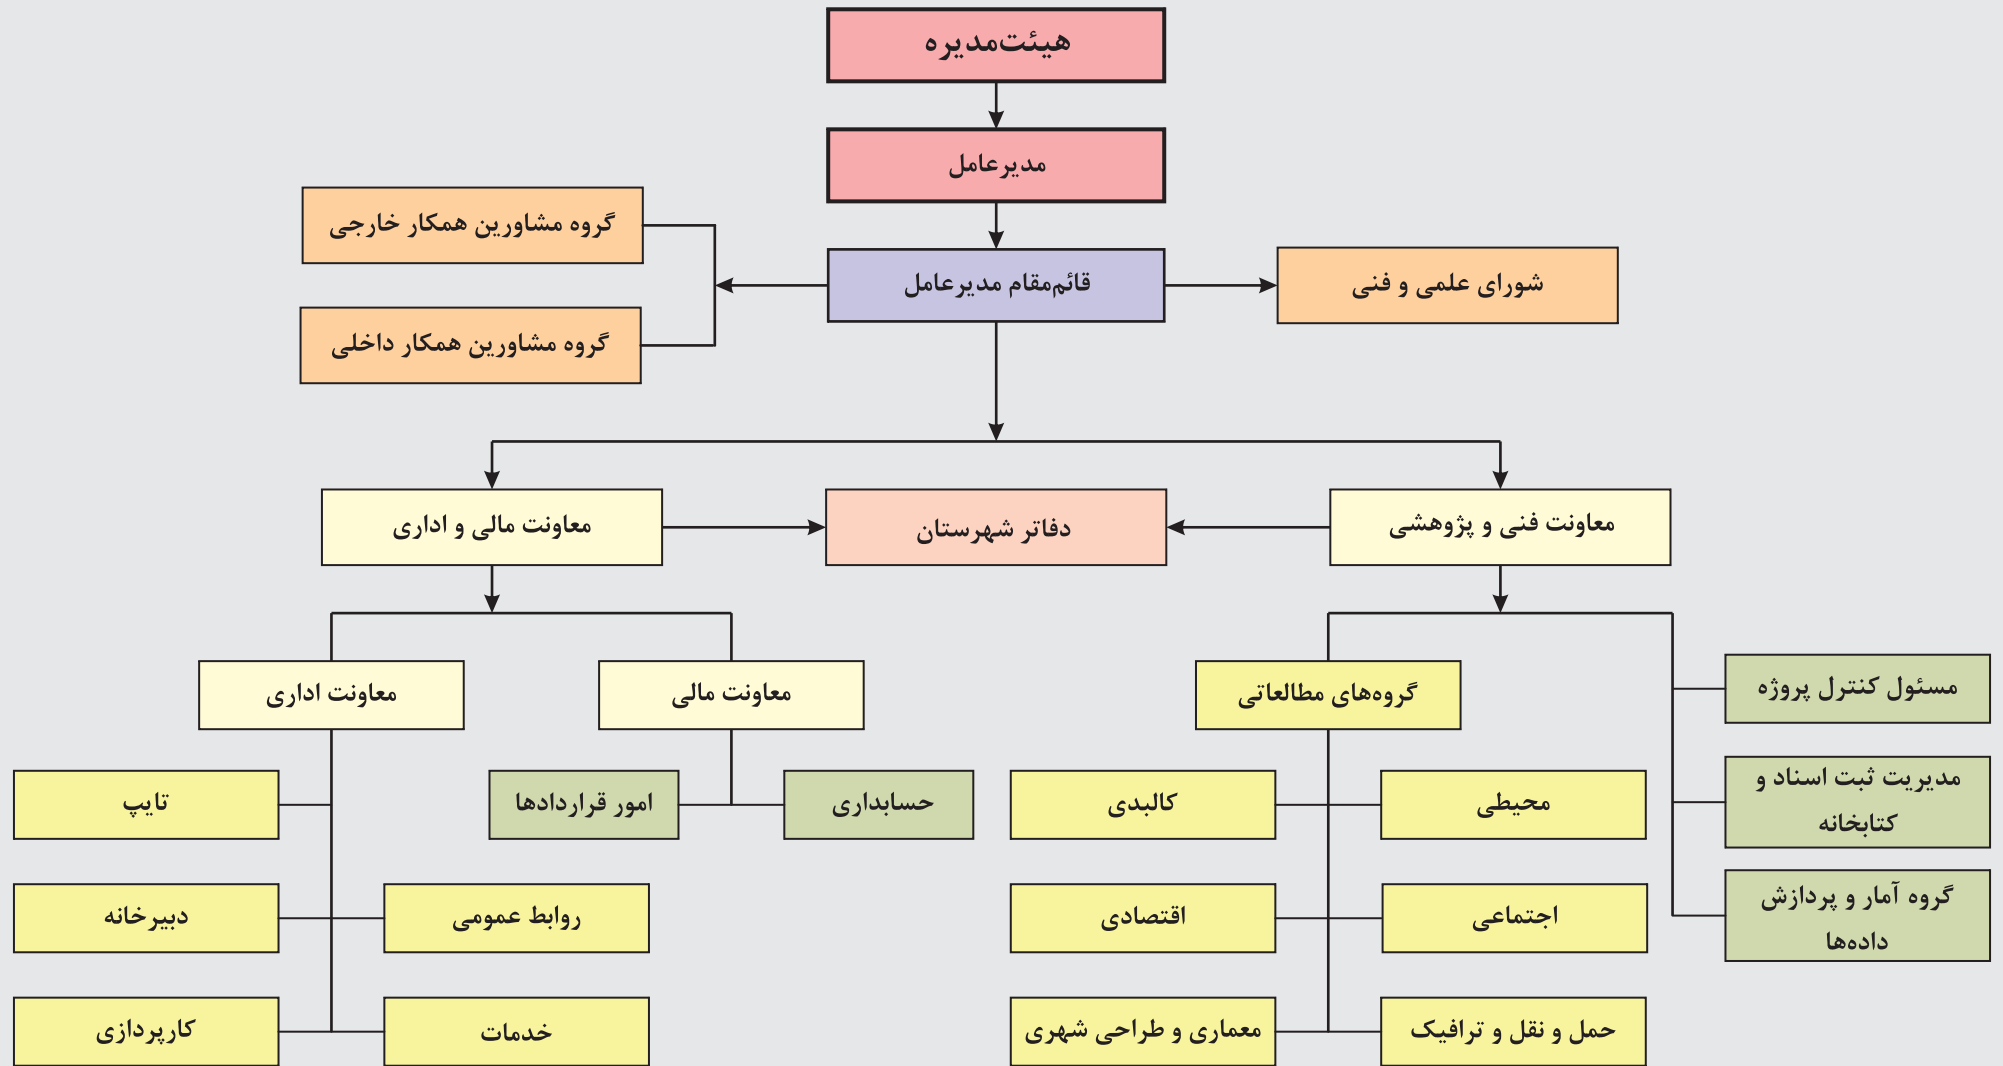 هیئت‌مدیره
مدیرعامل
گروه مشاورین همکار خارجی
شورای علمی و فنی
قائم‌مقام مدیرعامل
گروه مشاورین همکار داخلی
معاونت فنی و پژوهشی
دفاتر شهرستان
معاونت مالی و اداری
مسئول کنترل پروژه
گروه‌های مطالعاتی
معاونت مالی
معاونت اداری
مدیریت ثبت اسناد و
کتابخانه
محیطی
کالبدی
حسابداری
امور قراردادها
تایپ
گروه آمار و پردازش
داده‌ها
اجتماعی
اقتصادی
روابط عمومی
دبیرخانه
حمل و نقل و ترافیک
معماری و طراحی شهری
خدمات
کارپردازی